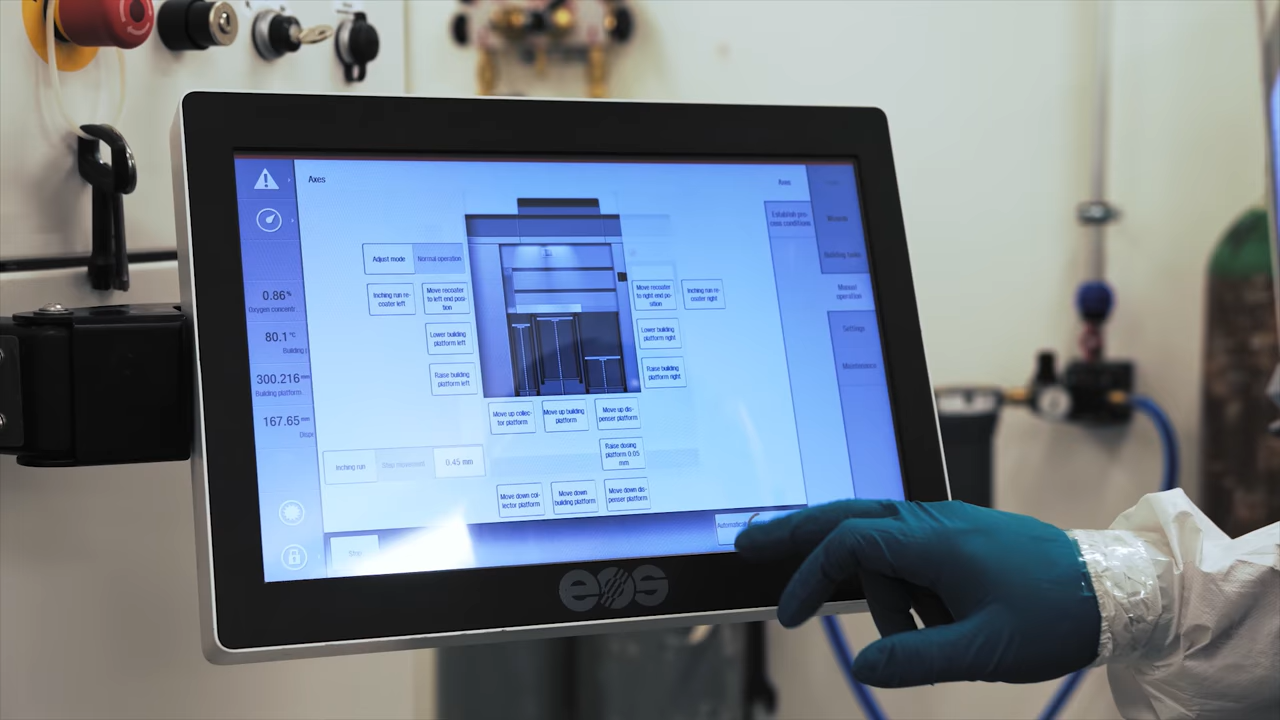 Axes
Axes
Establish pro-
cess conditions
Manual
operation
Settings
Maintenance
Adjust mode
Normal operation
Inching run re-
coater left
Move recoater
to left end posi-
tion
Move recoater
to right end po-
sition
Inching run re-
coater right
0.86%
Oxygen concentr.
Lower building
platform left
Lower building
platform right
80.1 °C
Building
Raise building
platform left
Raise building
platform right
300.216 mm
Building platform
167.65 mm
Move up collec-
tor platform
Move up building
platform
Move up dis-
penser platform
Raise dosing
platform 0.05
mm
Inching run
0.45 mm
Move down col-
lector platform
Move down
building platform
Move down dis-
penser platform
Stop
eos